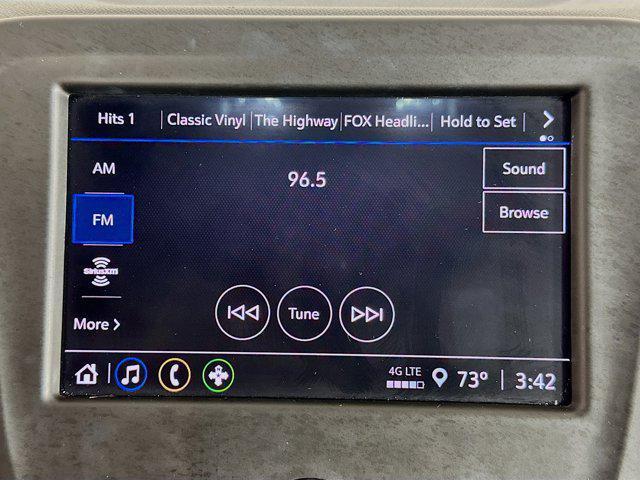 Hits 1 Classic Vinyl The Highway FOX Headli... Hold to Set
AM
96.5
Sound
FM
Browse
SiriusXM
Tune
More
4G LTE
73° 3:42